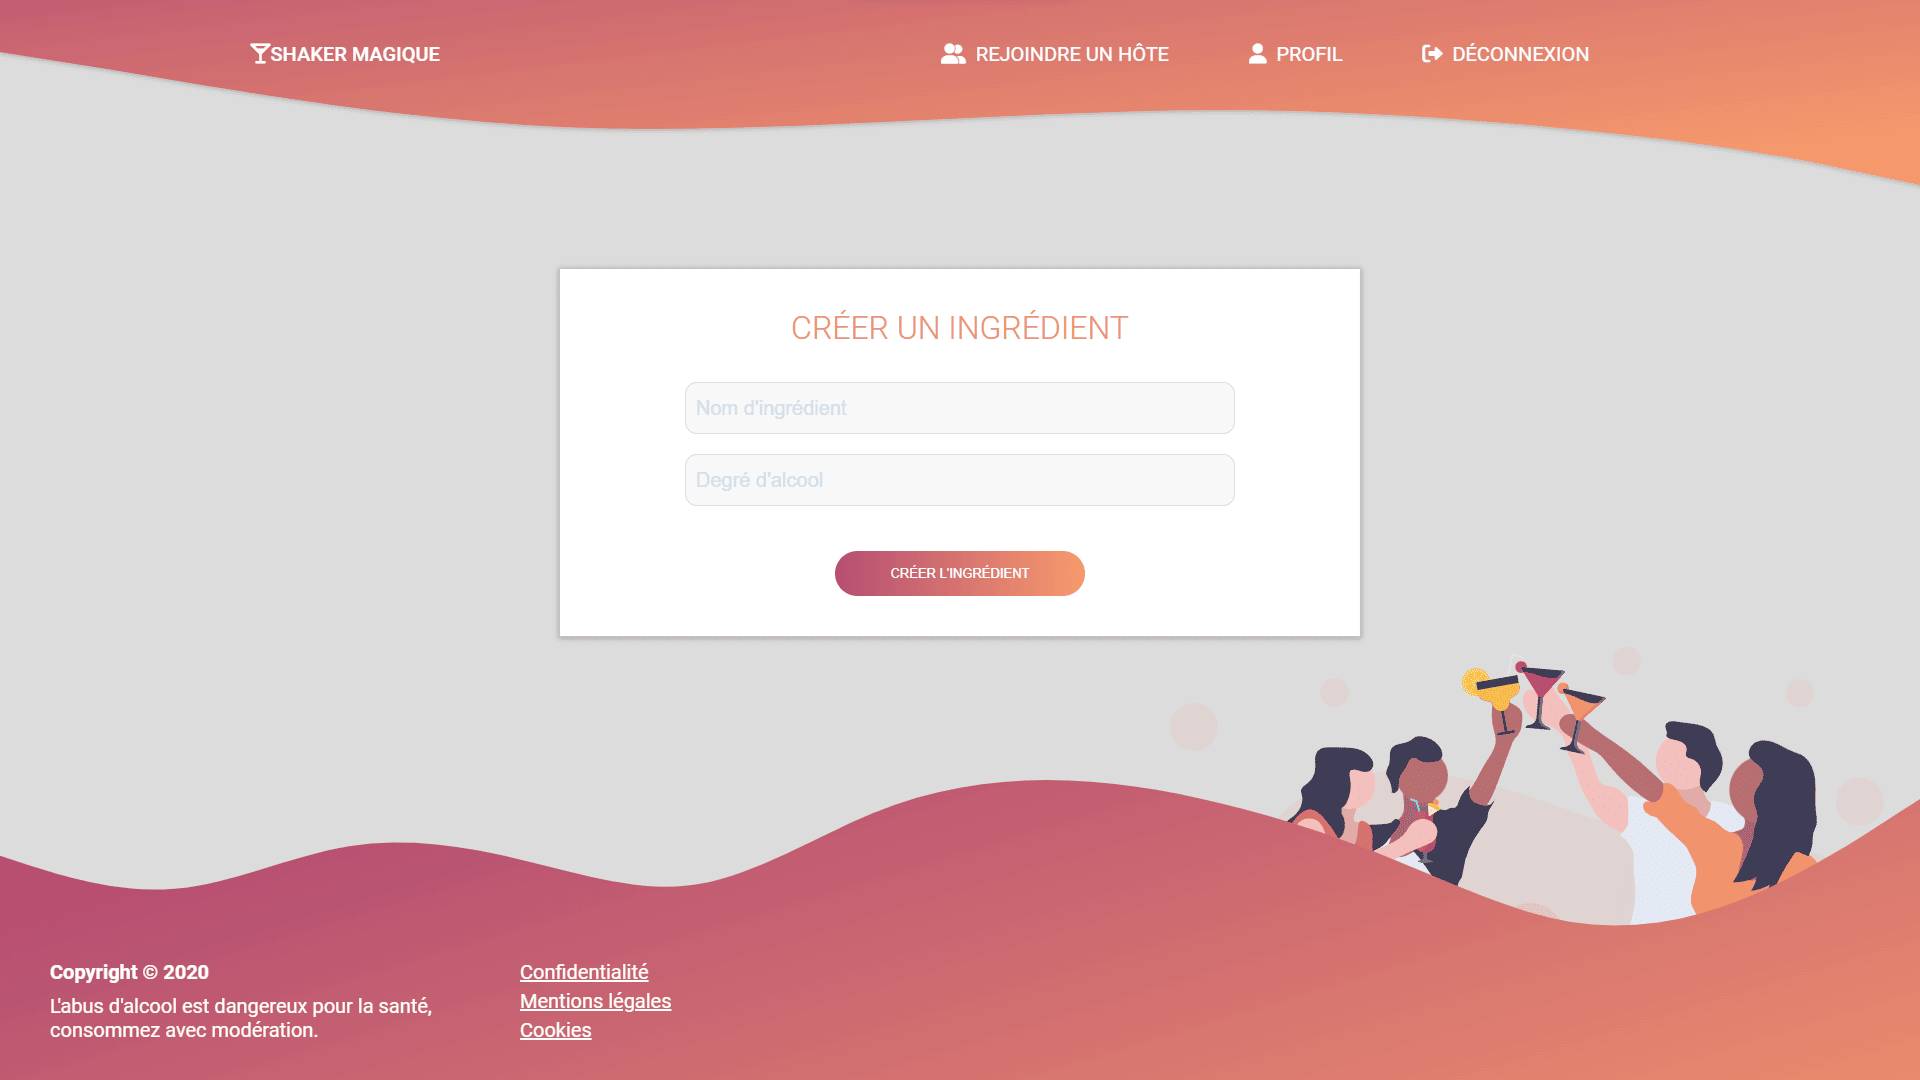 SHAKER MAGIQUE
REJOINDRE UN HÔTE
PROFIL
DÉCONNEXION
CRÉER UN INGRÉDIENT
Nom d'ingrédient
Degré d'alcool
CRÉER L'INGRÉDIENT
Copyright © 2020
L'abus d'alcool est dangereux pour la santé,
consommez avec modération.
Confidentialité
Mentions légales
Cookies